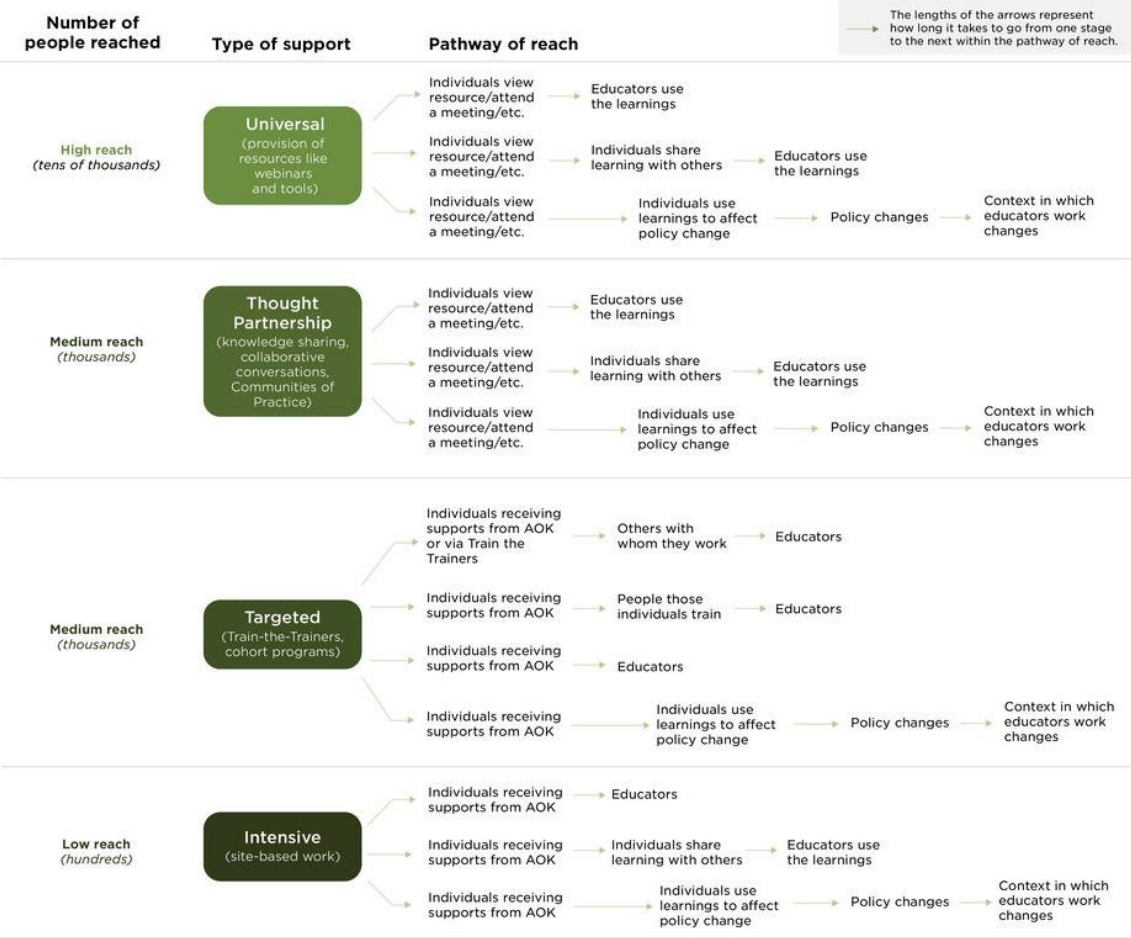 Number of
people reached
Type of support
Pathway of reach
The lengths of the arrows represent
how long it takes to go from one stage
to the next within the pathway of reach.
High reach
(tens of thousands)
Universal
(provision of
resources like
webinars
and tools)
Individuals view
resource/attend
a meeting/etc.
Educators use
the learnings
Individuals view
resource/attend
a meeting/etc.
Individuals share
learning with others
Educators use
the learnings
Individuals view
resource/attend
a meeting/etc.
Individuals use
learnings to affect
policy change
Policy changes
Context in which
educators work
changes
Medium reach
(thousands)
Thought
Partnership
(knowledge sharing,
collaborative
conversations,
Communities of
Practice)
Individuals view
resource/attend
a meeting/etc.
Educators use
the learnings
Individuals view
resource/attend
a meeting/etc.
Individuals share
learning with others
Educators use
the learnings
Individuals view
resource/attend
a meeting/etc.
Individuals use
learnings to affect
policy change
Policy changes
Context in which
educators work
changes
Medium reach
(thousands)
Targeted
(Train-the-Trainers,
cohort programs)
Individuals receiving
supports from AOK
or via Train the
Trainers
Others with
whom they work
Educators
Individuals receiving
supports from AOK
People those
individuals train
Educators
Individuals receiving
supports from AOK
Educators
Individuals receiving
supports from AOK
Individuals use
learnings to affect
policy change
Policy changes
Context in which
educators work
changes
Low reach
(hundreds)
Intensive
(site-based work)
Individuals receiving
supports from AOK
Educators
Individuals receiving
supports from AOK
Individuals share
learning with others
Educators use
the learnings
Individuals receiving
supports from AOK
Individuals use
learnings to affect
policy change
Policy changes
Context in which
educators work
changes